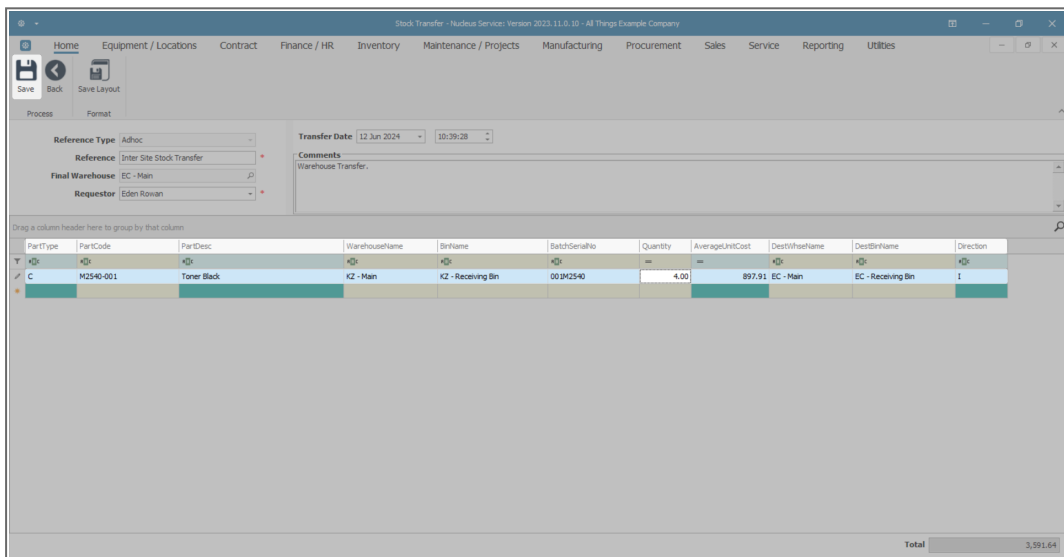 Stock Transfer - Nucleus Service: Version 2023.11.0.10 - All Things Example Company
Home Equipment / Locations Contract Finance / HR Inventory Maintenance / Projects Manufacturing Procurement Sales Service Reporting Utilities
Save Back Save Layout
Process Format
Reference Type Adhoc
Reference Inter Site Stock Transfer *
Final Warehouse EC - Main
Requestor Eden Rowan *
Transfer Date 12 Jun 2024 10:39:28
Comments
Warehouse Transfer.
Drag a column header here to group by that column
PartType PartCode PartDesc WarehouseName BinName BatchSerialNo Quantity AverageUnitCost DestWhseName DestBinName Direction
= =
C M2540-001 Toner Black KZ - Main KZ - Receiving Bin 001M2540 4.00 897.91 EC - Main EC - Receiving Bin I
Total 3,591.64